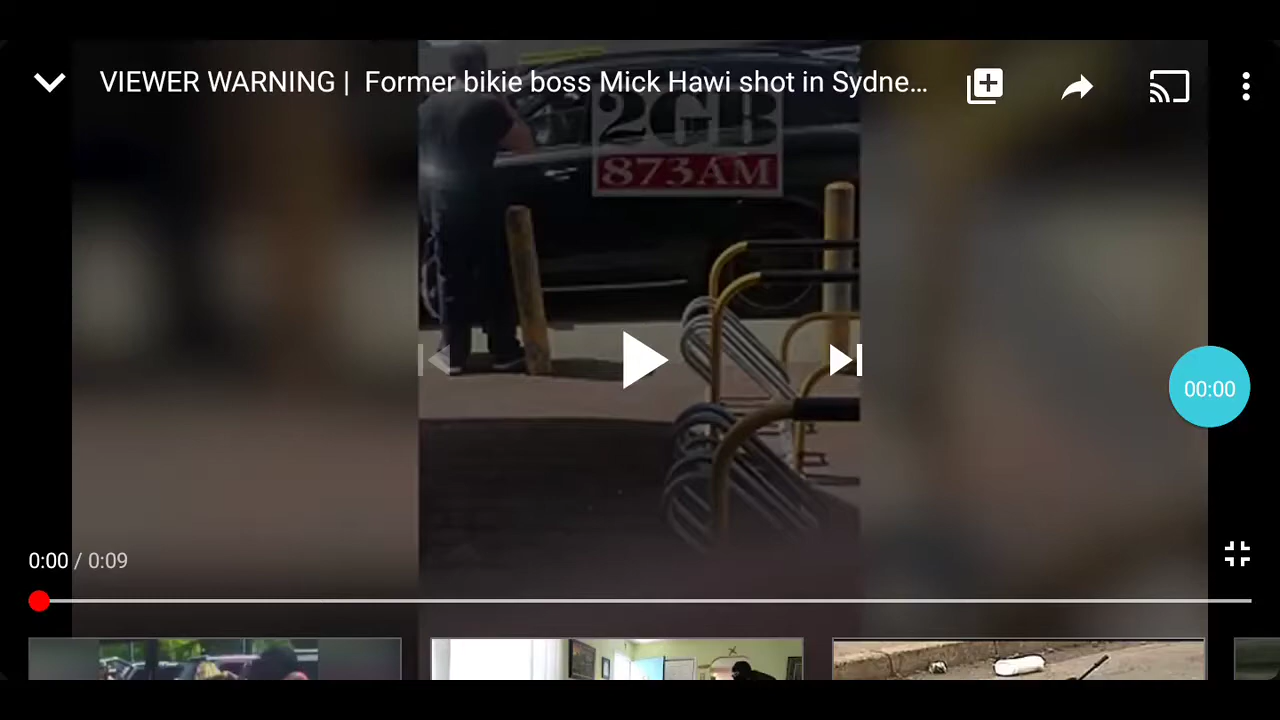 VIEWER WARNING | Former bikie boss Mick Hawi shot in Sydne…
2GB
873AM
00:00
0:00 / 0:09